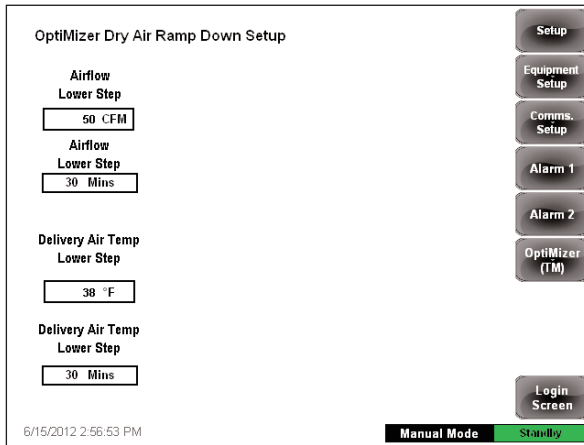 OptiMizer Dry Air Ramp Down Setup
Airflow
Lower Step
50 CFM
Airflow
Lower Step
30 Mins
Delivery Air Temp
Lower Step
38 °F
Delivery Air Temp
Lower Step
30 Mins
6/15/2012 2:56:53 PM
Setup
Equipment
Setup
Comms.
Setup
Alarm 1
Alarm 2
OptiMizer
(TM)
Login
Screen
Manual Mode
Standby